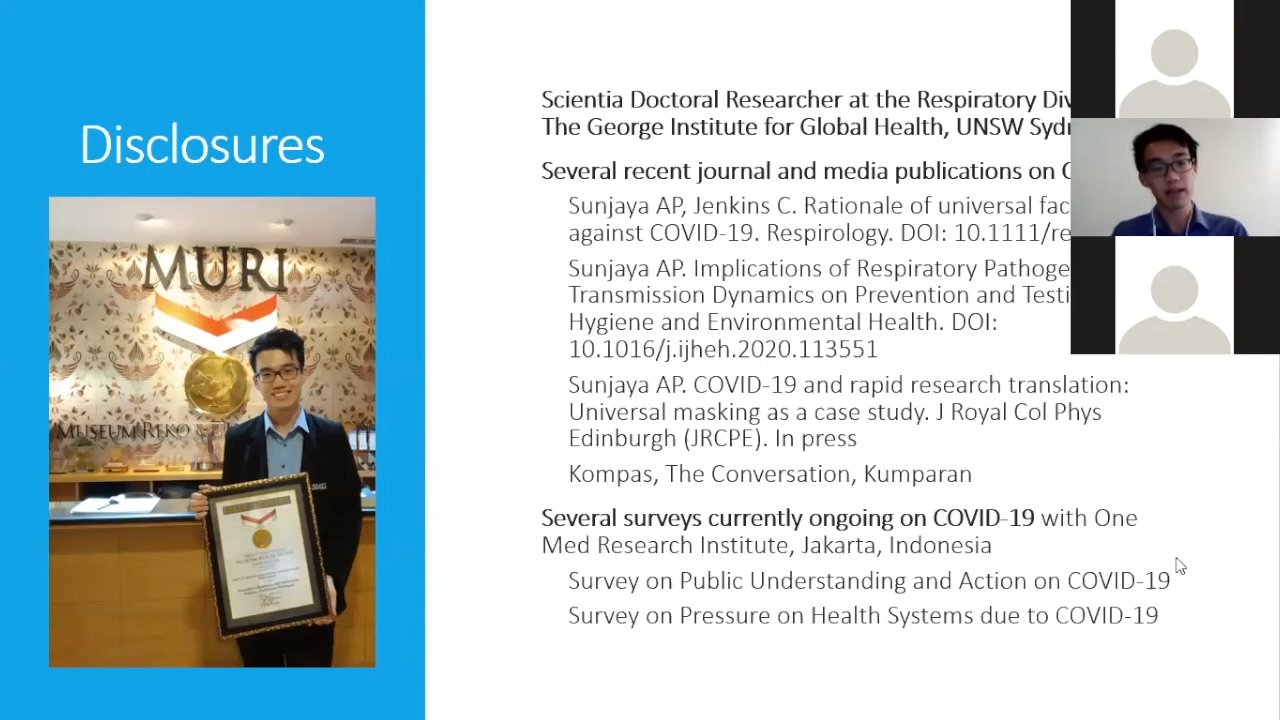 Disclosures
MURI
MUSEUM REKO
Scientia Doctoral Researcher at the Respiratory Div
The George Institute for Global Health, UNSW Syd
Several recent journal and media publications on C
Sunjaya AP, Jenkins C. Rationale of universal fac
against COVID-19. Respirology. DOI: 10.1111/re
Sunjaya AP. Implications of Respiratory Pathoge
Transmission Dynamics on Prevention and Testi
Hygiene and Environmental Health. DOI:
10.1016/j.ijheh.2020.113551
Sunjaya AP. COVID-19 and rapid research translation:
Universal masking as a case study. J Royal Col Phys
Edinburgh (JRCPE). In press
Kompas, The Conversation, Kumparan
Several surveys currently ongoing on COVID-19 with One
Med Research Institute, Jakarta, Indonesia
Survey on Public Understanding and Action on COVID-19
Survey on Pressure on Health Systems due to COVID-19